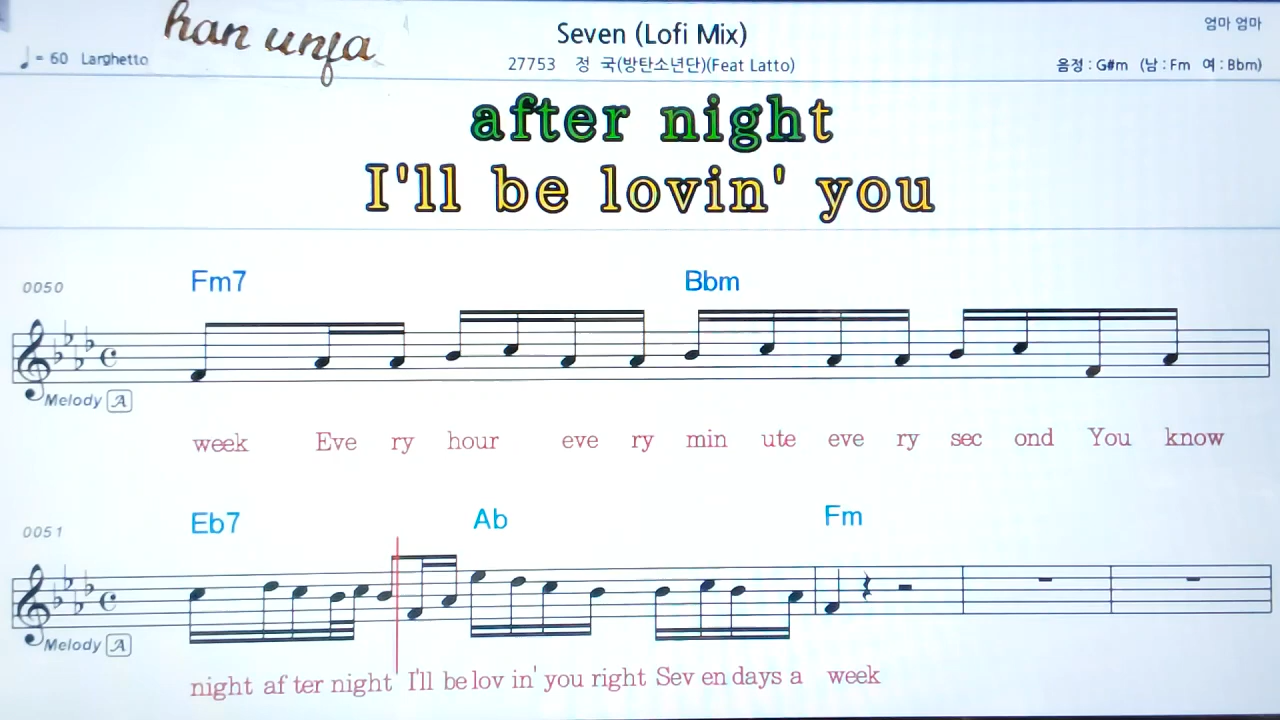 han unfa
Seven (Lofi Mix)
엄마 엄마
♩ = 60 Larghetto
27753 정 국(방탄소년단)(Feat Latto)
음정 : G#m (남 : Fm 여 : Bbm)
after night
I'll be lovin' you
0050
Fm7 Bbm
Melody A
week Eve ry hour eve ry min ute eve ry sec ond You know
0051
Eb7 Ab Fm
Melody A
night af ter night I'll be lov in' you right Sev en days a week